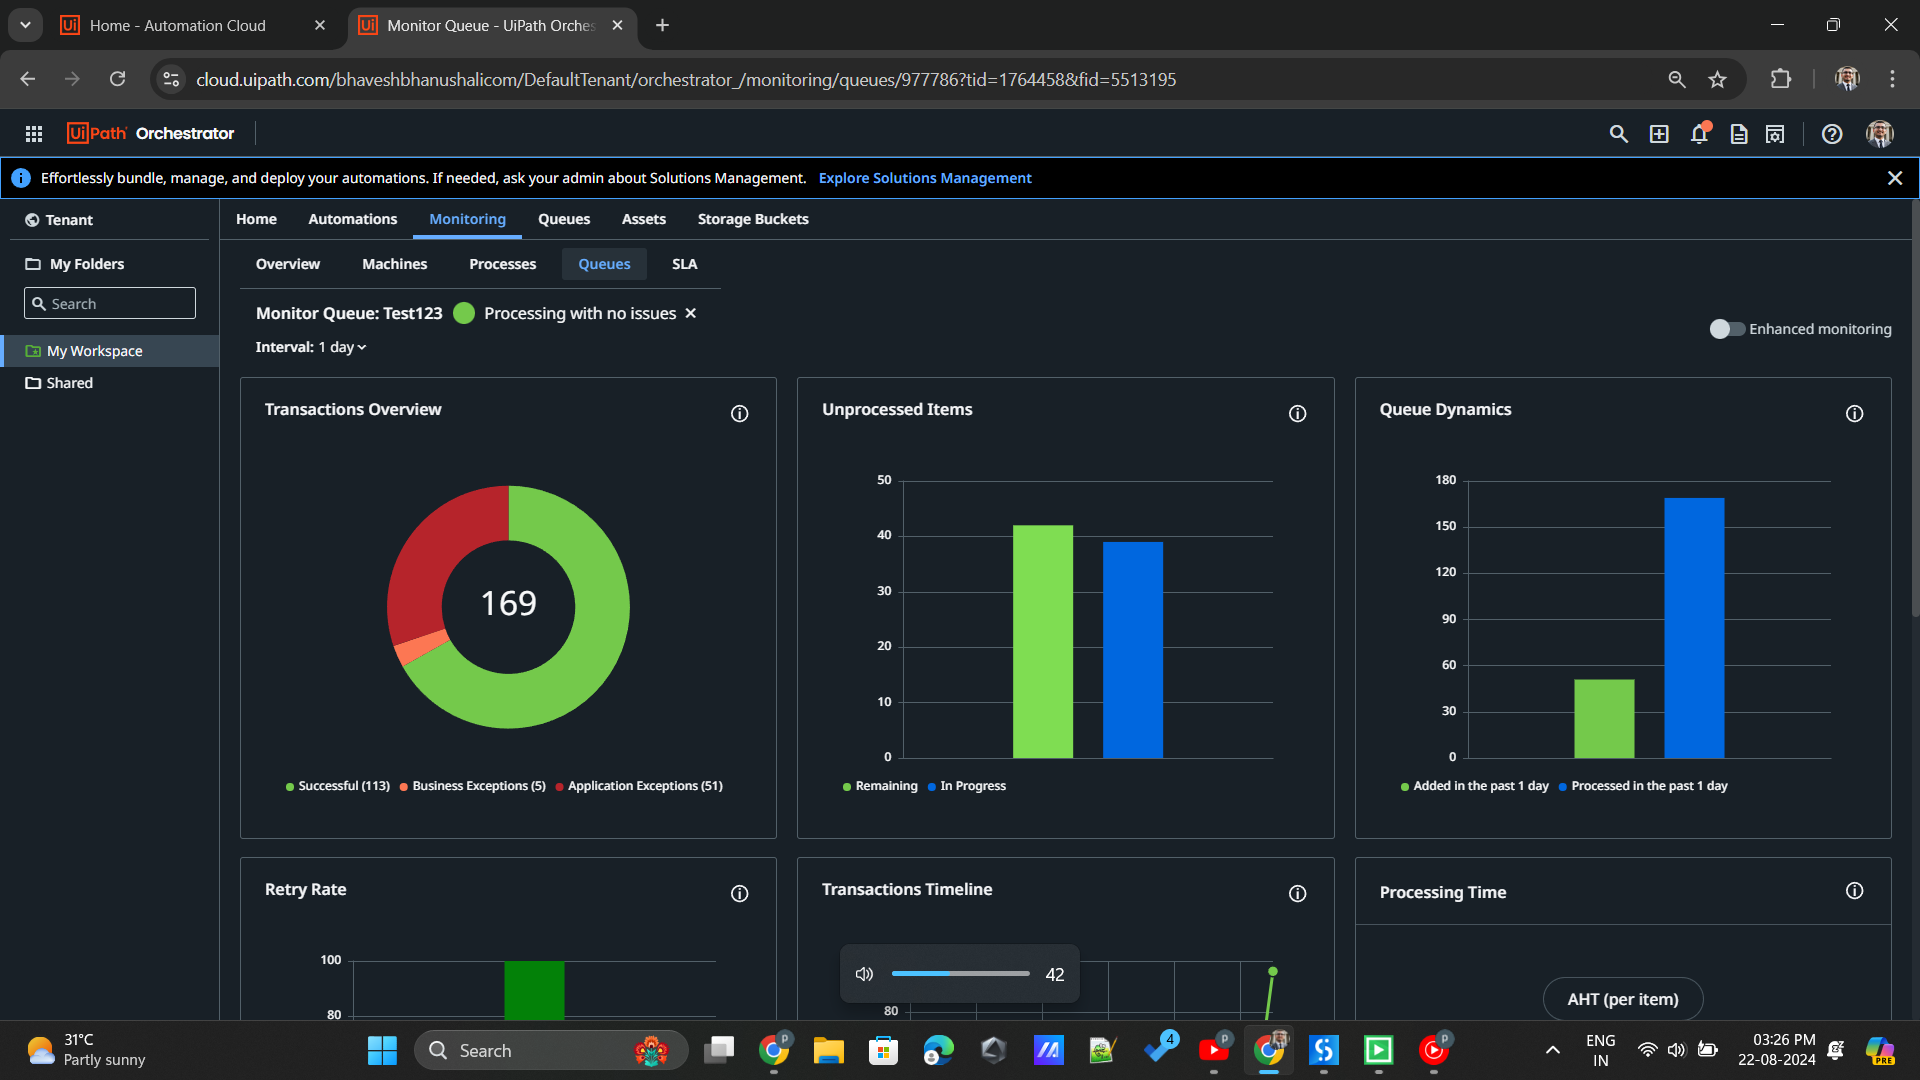 Home - Automation Cloud
Monitor Queue - UiPath Orches
cloud.uipath.com/bhaveshbhanushalicom/DefaultTenant/orchestrator_/monitoring/queues/977786?tid=1764458&fid=5513195
UiPath Orchestrator
Effortlessly bundle, manage, and deploy your automations. If needed, ask your admin about Solutions Management. Explore Solutions Management
Tenant
Home Automations Monitoring Queues Assets Storage Buckets
My Folders
Overview Machines Processes Queues SLA
Search
Monitor Queue: Test123 Processing with no issues
Enhanced monitoring
Interval: 1 day
My Workspace
Shared
Transactions Overview
169
Successful (113) Business Exceptions (5) Application Exceptions (51)
Unprocessed Items
50
40
30
20
10
0
Remaining In Progress
Queue Dynamics
180
150
120
90
60
30
0
Added in the past 1 day Processed in the past 1 day
Retry Rate
100
80
Transactions Timeline
80
42
Processing Time
AHT (per item)
31°C
Partly sunny
Search
P
4
P
P
PRE
ENG
IN
03:26 PM
22-08-2024